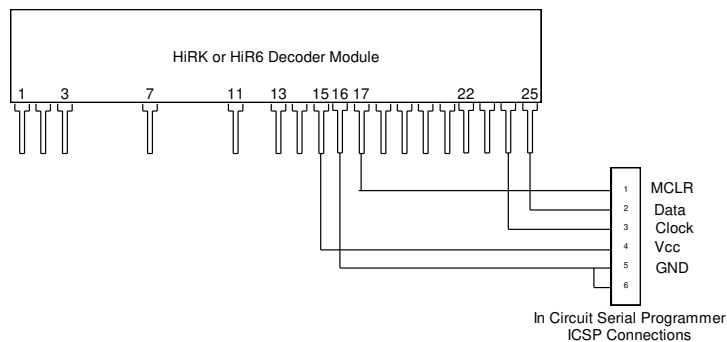 HiRK or HiR6 Decoder Module
1 3 7 11 13 15 16 17 22 25
1 MCLR
2 Data
3 Clock
4 Vcc
5 GND
6
In Circuit Serial Programmer
ICSP Connections